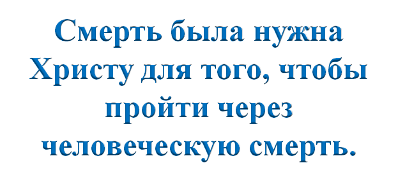 Смерть была нужна
Христу для того, чтобы
пройти через
человеческую смерть.